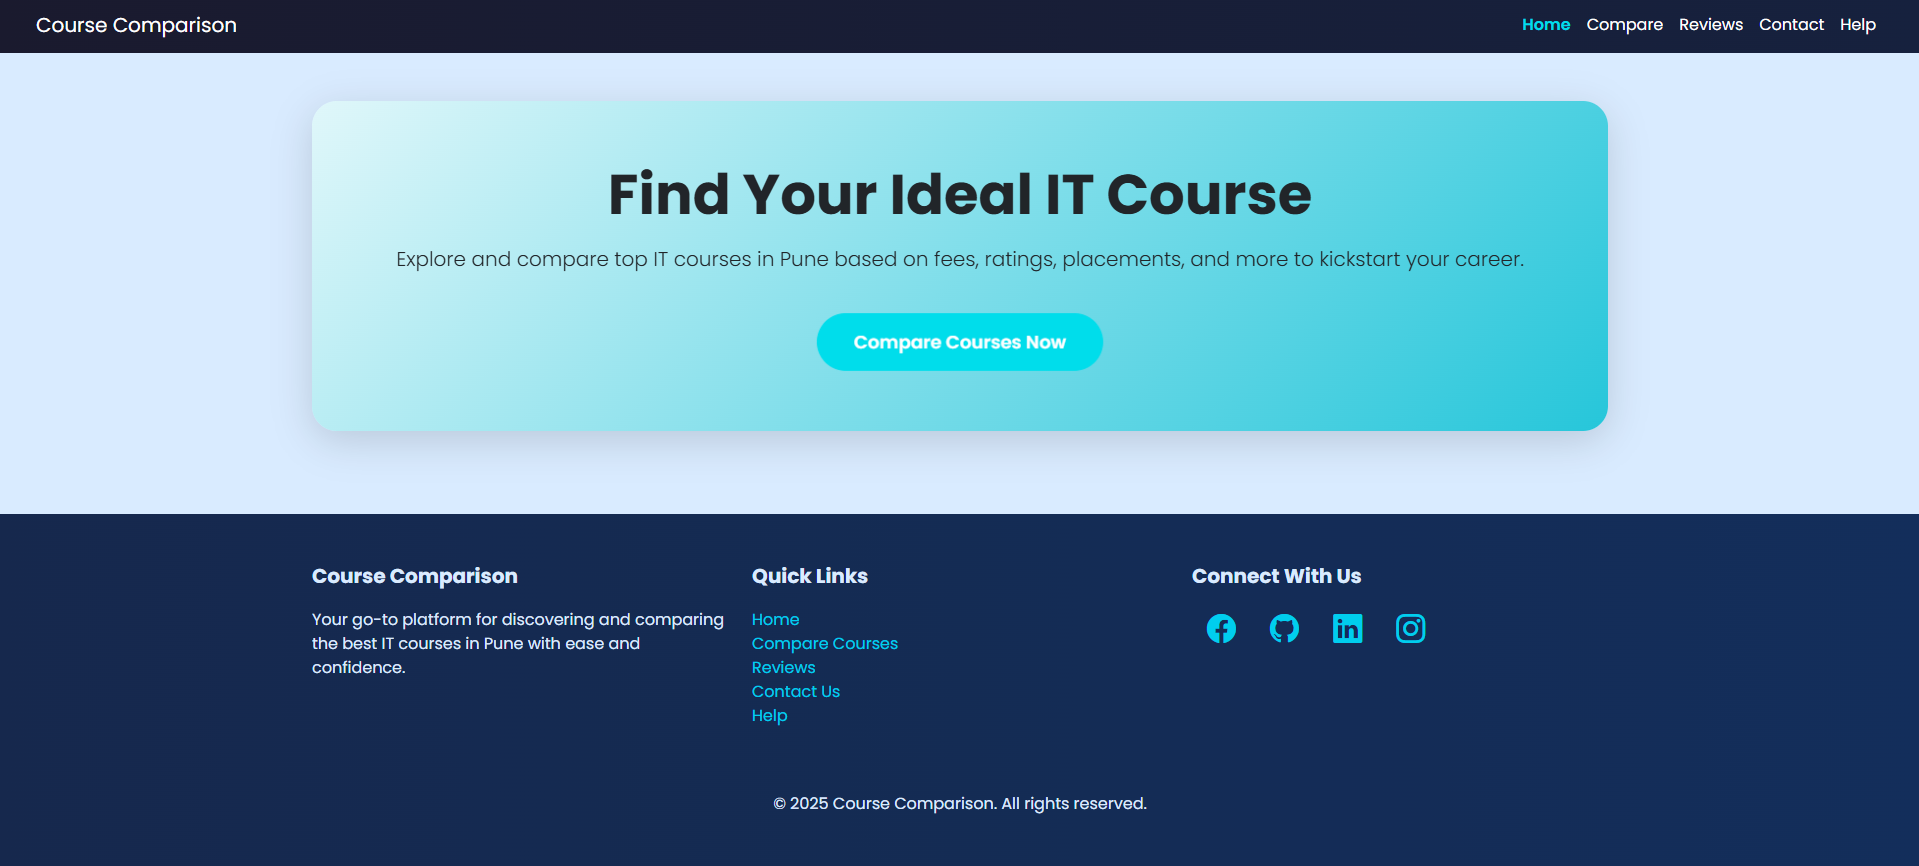 Course Comparison
Home Compare Reviews Contact Help
Find Your Ideal IT Course
Explore and compare top IT courses in Pune based on fees, ratings, placements, and more to kickstart your career.
Compare Courses Now
Course Comparison
Your go-to platform for discovering and comparing
the best IT courses in Pune with ease and
confidence.
Quick Links
Home
Compare Courses
Reviews
Contact Us
Help
Connect With Us
© 2025 Course Comparison. All rights reserved.